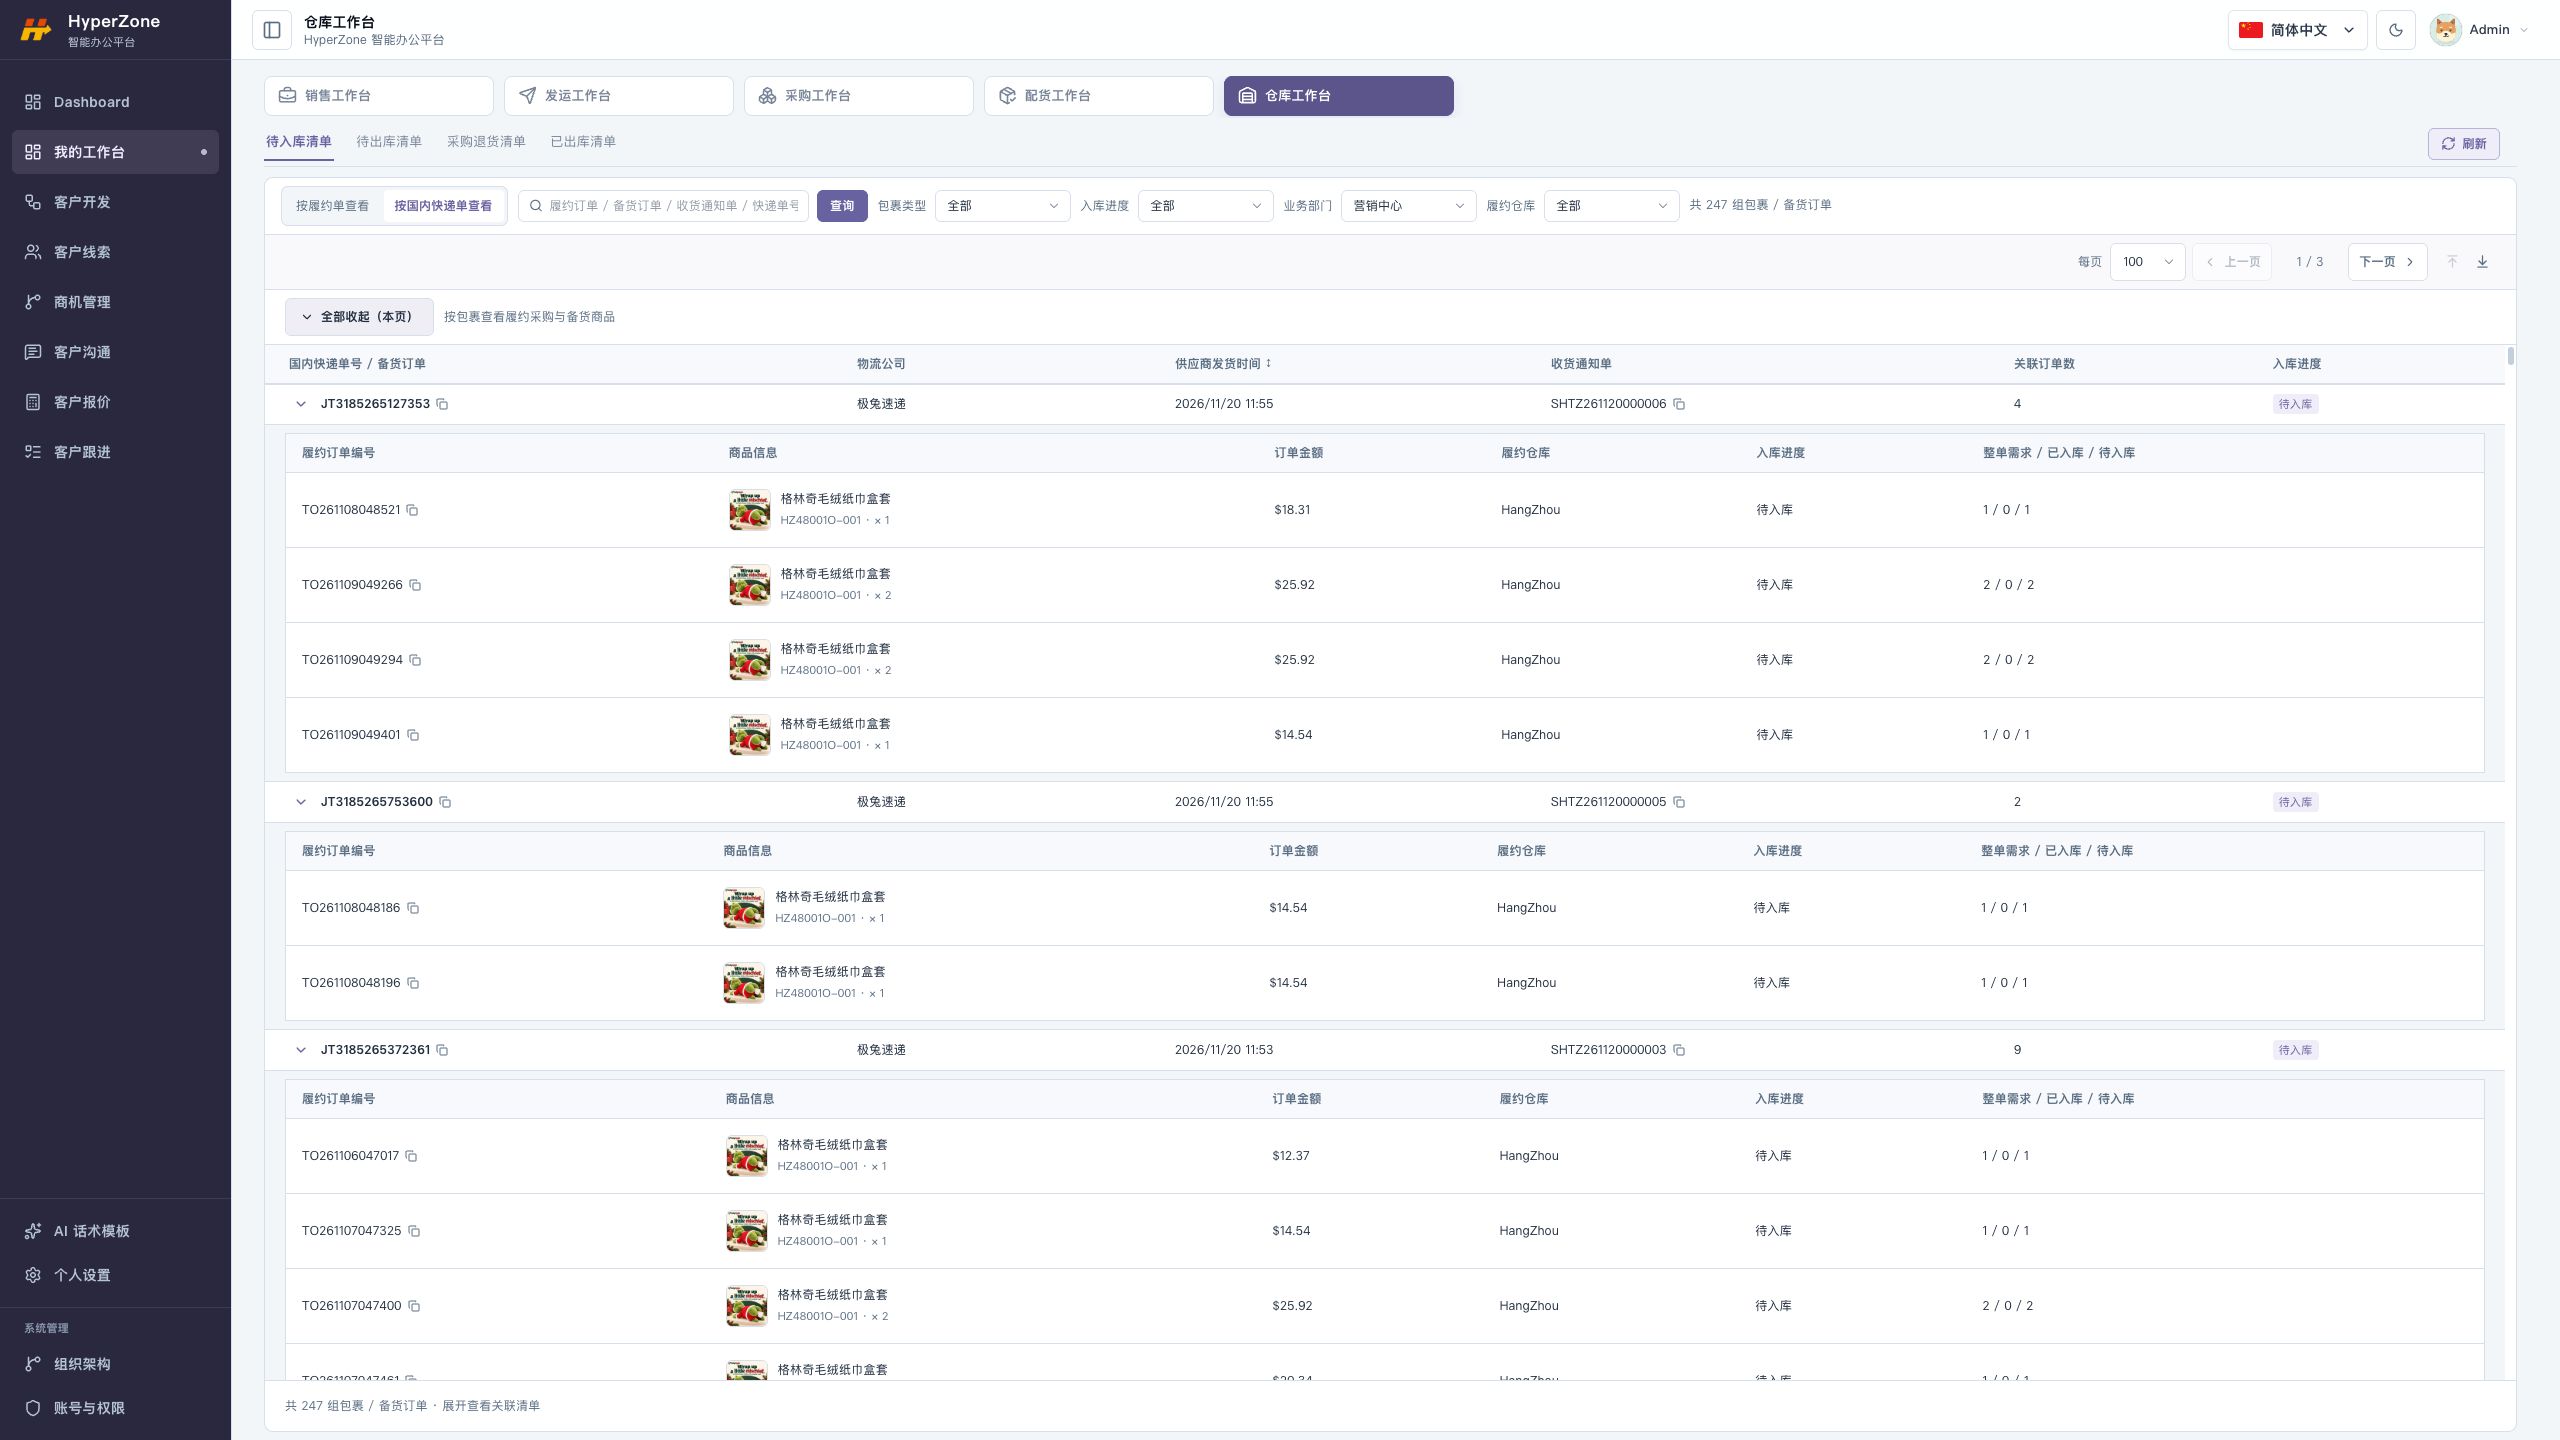 HyperZone
智能办公平台
Dashboard
我的工作台
客户开发
客户线索
商机管理
客户沟通
客户报价
客户跟进
AI 话术模板
个人设置
系统管理
组织架构
账号与权限
仓库工作台
HyperZone 智能办公平台
简体中文
Admin
销售工作台
发运工作台
采购工作台
配货工作台
仓库工作台
待入库清单 待出库清单 采购退货清单 已出库清单
刷新
按履约单查看 按国内快递单查看 履约订单 / 备货订单 / 收货通知单 / 快递单号 查询 包裹类型 全部 入库进度 全部 业务部门 营销中心 履约仓库 全部 共 247 组包裹 / 备货订单
每页 100 上一页 1 / 3 下一页
全部收起（本页） 按包裹查看履约采购与备货商品
国内快递单号 / 备货订单 物流公司 供应商发货时间 ↕ 收货通知单 关联订单数 入库进度
JT3185265127353 极兔速递 2026/11/20 11:55 SHTZ261120000006 4 待入库
履约订单编号 商品信息 订单金额 履约仓库 入库进度 整单需求 / 已入库 / 待入库
TO261108048521 格林奇毛绒纸巾盒套 $18.31 HangZhou 待入库 1 / 0 / 1
HZ48001O-001 · × 1
TO261109049266 格林奇毛绒纸巾盒套 $25.92 HangZhou 待入库 2 / 0 / 2
HZ48001O-001 · × 2
TO261109049294 格林奇毛绒纸巾盒套 $25.92 HangZhou 待入库 2 / 0 / 2
HZ48001O-001 · × 2
TO261109049401 格林奇毛绒纸巾盒套 $14.54 HangZhou 待入库 1 / 0 / 1
HZ48001O-001 · × 1
JT3185265753600 极兔速递 2026/11/20 11:55 SHTZ261120000005 2 待入库
履约订单编号 商品信息 订单金额 履约仓库 入库进度 整单需求 / 已入库 / 待入库
TO261108048186 格林奇毛绒纸巾盒套 $14.54 HangZhou 待入库 1 / 0 / 1
HZ48001O-001 · × 1
TO261108048196 格林奇毛绒纸巾盒套 $14.54 HangZhou 待入库 1 / 0 / 1
HZ48001O-001 · × 1
JT3185265372361 极兔速递 2026/11/20 11:53 SHTZ261120000003 9 待入库
履约订单编号 商品信息 订单金额 履约仓库 入库进度 整单需求 / 已入库 / 待入库
TO261106047017 格林奇毛绒纸巾盒套 $12.37 HangZhou 待入库 1 / 0 / 1
HZ48001O-001 · × 1
TO261107047325 格林奇毛绒纸巾盒套 $14.54 HangZhou 待入库 1 / 0 / 1
HZ48001O-001 · × 1
TO261107047400 格林奇毛绒纸巾盒套 $25.92 HangZhou 待入库 2 / 0 / 2
HZ48001O-001 · × 2
格林奇毛绒纸巾盒套
共 247 组包裹 / 备货订单 · 展开查看关联清单